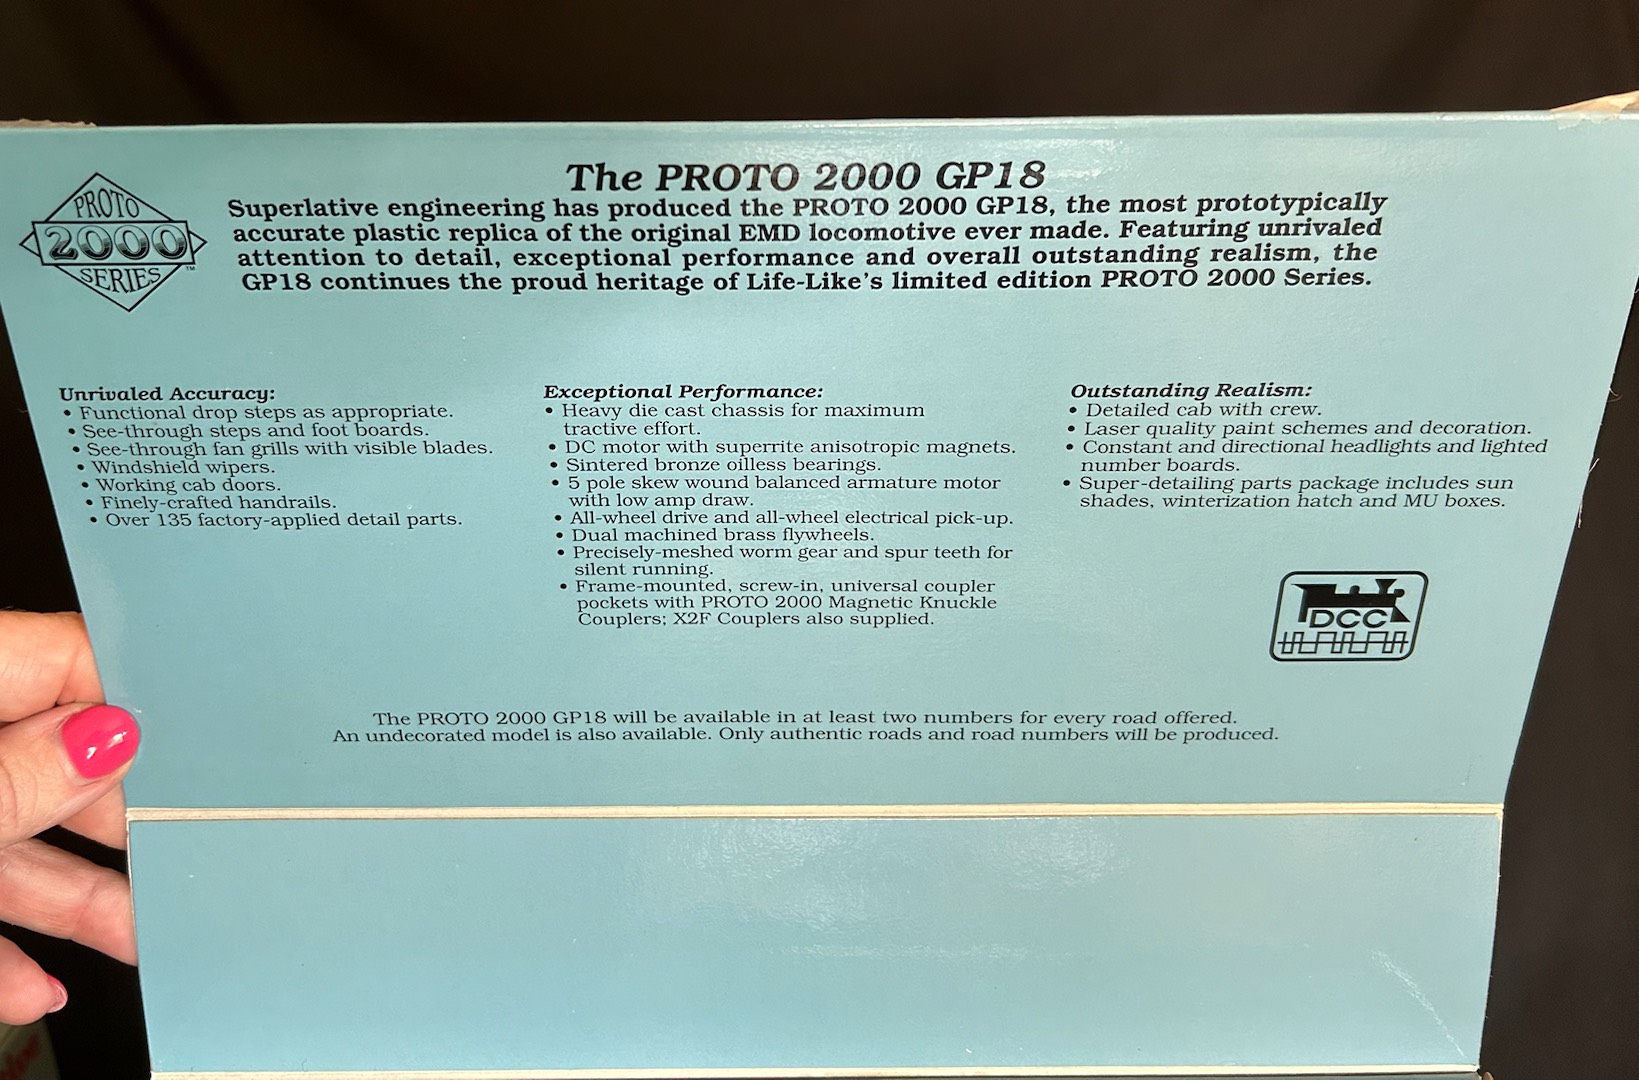 The PROTO 2000 GP18
PROTO
2000
SERIES™
Superlative engineering has produced the PROTO 2000 GP18, the most prototypically
accurate plastic replica of the original EMD locomotive ever made. Featuring unrivaled
attention to detail, exceptional performance and overall outstanding realism, the
GP18 continues the proud heritage of Life-Like's limited edition PROTO 2000 Series.
Unrivaled Accuracy:
• Functional drop steps as appropriate.
• See-through steps and foot boards.
• See-through fan grills with visible blades.
• Windshield wipers.
• Working cab doors.
• Finely-crafted handrails.
• Over 135 factory-applied detail parts.
Exceptional Performance:
• Heavy die cast chassis for maximum
tractive effort.
• DC motor with superrite anisotropic magnets.
• Sintered bronze oilless bearings.
• 5 pole skew wound balanced armature motor
with low amp draw.
• All-wheel drive and all-wheel electrical pick-up.
• Dual machined brass flywheels.
• Precisely-meshed worm gear and spur teeth for
silent running.
• Frame-mounted, screw-in, universal coupler
pockets with PROTO 2000 Magnetic Knuckle
Couplers; X2F Couplers also supplied.
Outstanding Realism:
• Detailed cab with crew.
• Laser quality paint schemes and decoration.
• Constant and directional headlights and lighted
number boards.
• Super-detailing parts package includes sun
shades, winterization hatch and MU boxes.
DCC
The PROTO 2000 GP18 will be available in at least two numbers for every road offered.
An undecorated model is also available. Only authentic roads and road numbers will be produced.